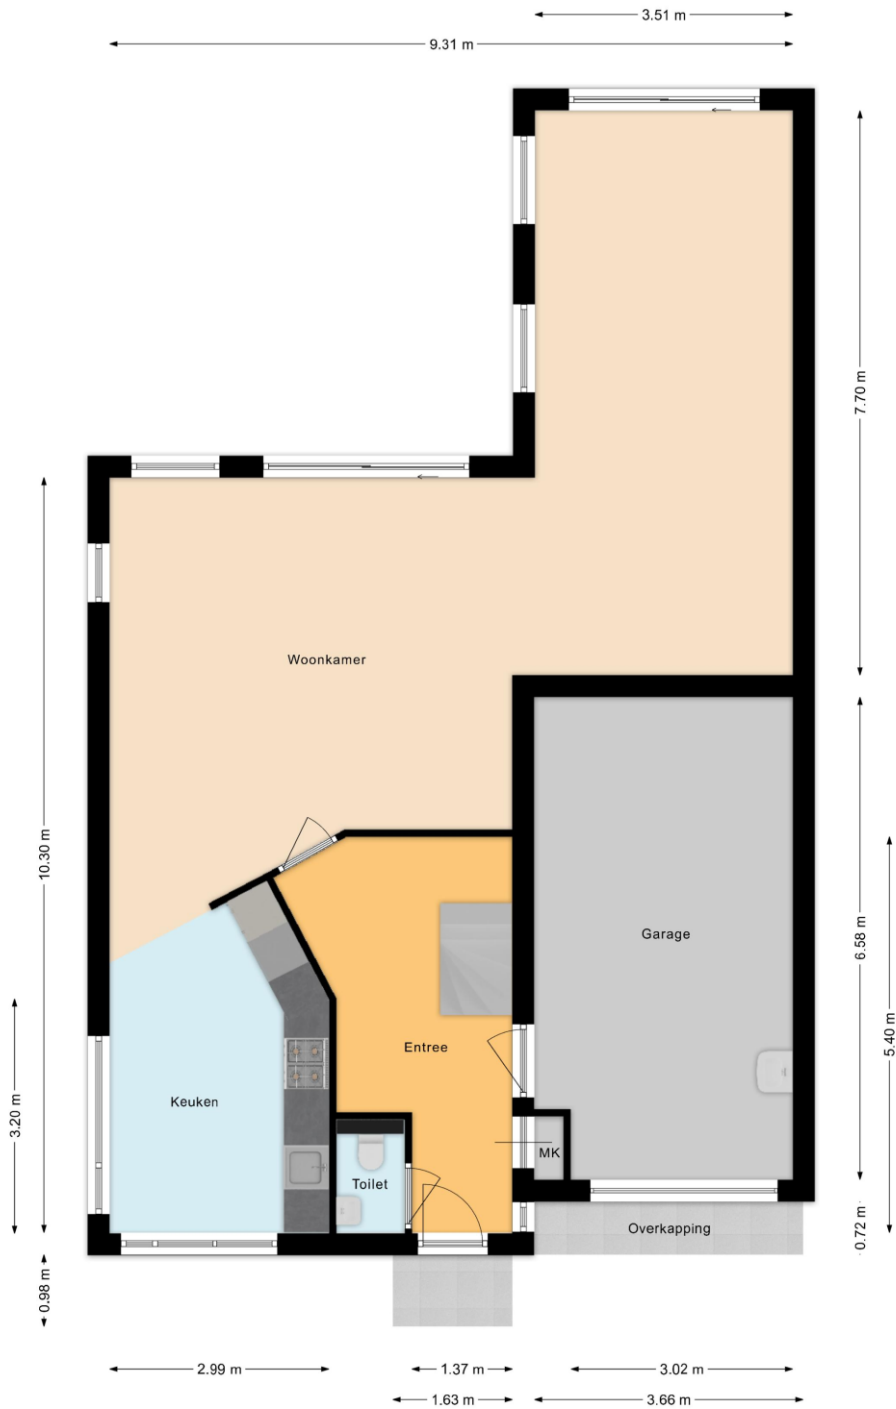 3.51 m
9.31 m
7.70 m
Woonkamer
10.30 m
Garage
6.58 m
5.40 m
Entree
3.20 m
Keuken
MK
Toilet
Overkapping
0.72 m
0.98 m
2.99 m
1.37 m
3.02 m
1.63 m
3.66 m